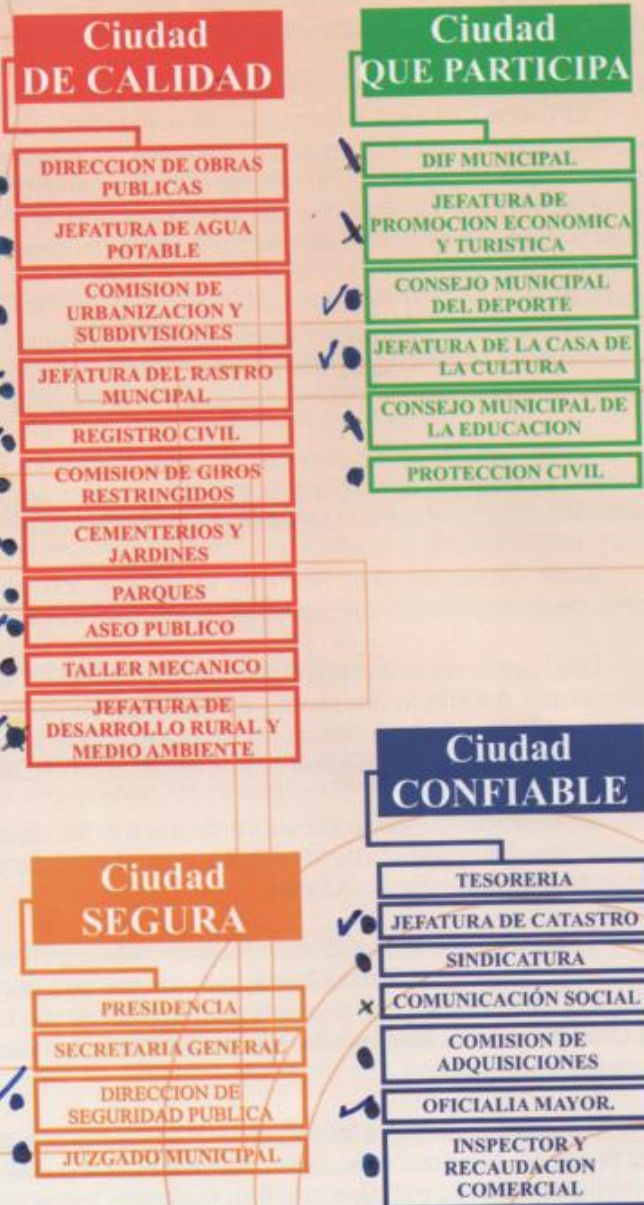 Ciudad
DE CALIDAD
DIRECCION DE OBRAS
PUBLICAS
JEFATURA DE AGUA
POTABLE
COMISION DE
URBANIZACION Y
SUBDIVISIONES
JEFATURA DEL RASTRO
MUNCIPAL
REGISTRO CIVIL
COMISION DE GIROS
RESTRINGIDOS
CEMENTERIOS Y
JARDINES
PARQUES
ASEO PUBLICO
TALLER MECANICO
JEFATURA DE
DESARROLLO RURAL Y
MEDIO AMBIENTE
Ciudad
QUE PARTICIPA
DIF MUNICIPAL
JEFATURA DE
PROMOCION ECONOMICA
Y TURISTICA
CONSEJO MUNICIPAL
DEL DEPORTE
JEFATURA DE LA CASA DE
LA CULTURA
CONSEJO MUNICIPAL DE
LA EDUCACION
PROTECCION CIVIL
Ciudad
SEGURA
PRESIDENCIA
SECRETARIA GENERAL
DIRECCION DE
SEGURIDAD PUBLICA
JUZGADO MUNICIPAL
Ciudad
CONFIABLE
TESORERIA
JEFATURA DE CATASTRO
SINDICATURA
COMUNICACIÓN SOCIAL
COMISION DE
ADQUISICIONES
OFICIALIA MAYOR.
INSPECTOR Y
RECAUDACION
COMERCIAL